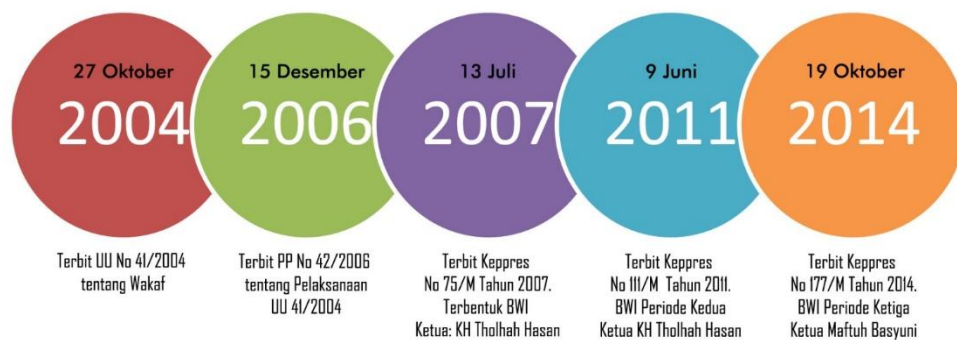 27 Oktober
2004
15 Desember
2006
13 Juli
2007
9 Juni
2011
19 Oktober
2014
Terbit UU No 41/2004
tentang Wakaf
Terbit PP No 42/2006
tentang Pelaksanaan
UU 41/2004
Terbit Keppres
No 75/M Tahun 2007.
Terbentuk BWI
Ketua: KH Tholhah Hasan
Terbit Keppres
No 111/M Tahun 2011.
BWI Periode Kedua
Ketua KH Tholhah Hasan
Terbit Keppres
No 177/M Tahun 2014.
BWI Periode Ketiga
Ketua Maftuh Basyuni